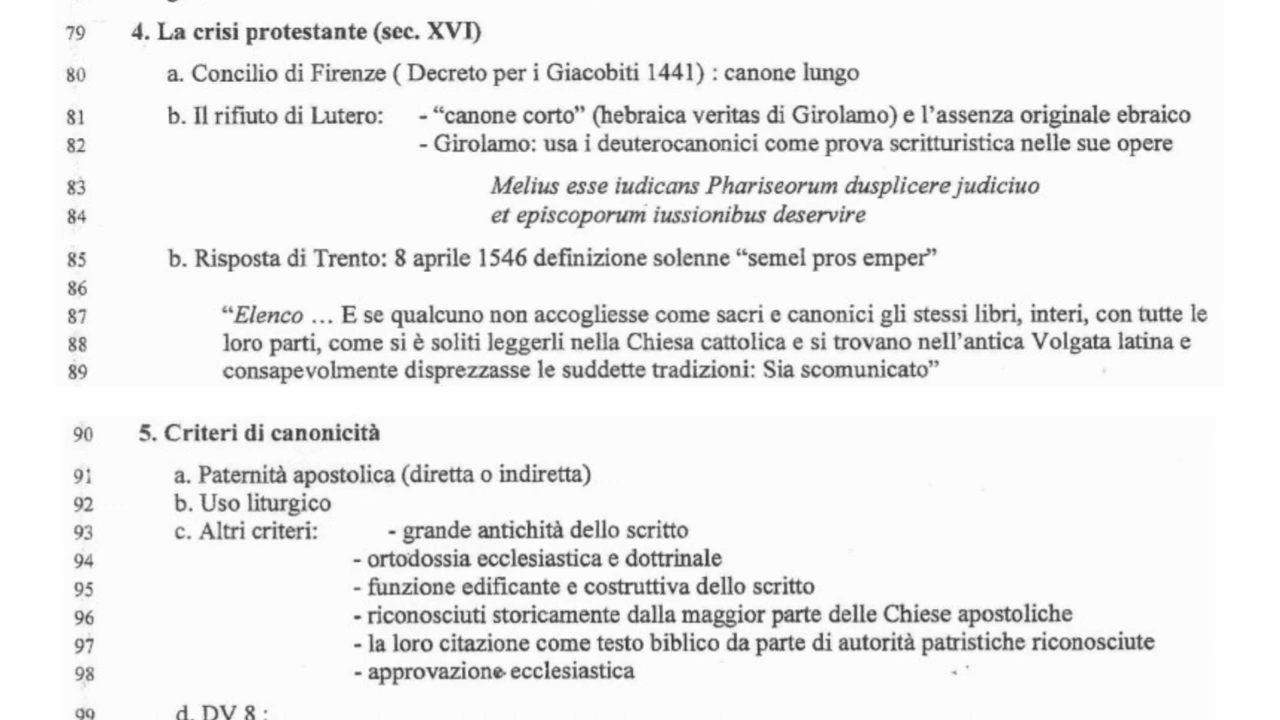 79 4. La crisi protestante (sec. XVI)
80 a. Concilio di Firenze ( Decreto per i Giacobiti 1441) : canone lungo
81 b. Il rifiuto di Lutero: - “canone corto” (hebraica veritas di Girolamo) e l’assenza originale ebraico
82 - Girolamo: usa i deuterocanonici come prova scritturistica nelle sue opere
83 Melius esse iudicans Phariseorum dusplicere judiciuo
84 et episcoporum iussionibus deservire
85 b. Risposta di Trento: 8 aprile 1546 definizione solenne “semel pros emper”
86
87 “Elenco … E se qualcuno non accogliesse come sacri e canonici gli stessi libri, interi, con tutte le
88 loro parti, come si è soliti leggerli nella Chiesa cattolica e si trovano nell’antica Volgata latina e
89 consapevolmente disprezzasse le suddette tradizioni: Sia scomunicato”
90 5. Criteri di canonicità
91 a. Paternità apostolica (diretta o indiretta)
92 b. Uso liturgico
93 c. Altri criteri: - grande antichità dello scritto
94 - ortodossia ecclesiastica e dottrinale
95 - funzione edificante e costruttiva dello scritto
96 - riconosciuti storicamente dalla maggior parte delle Chiese apostoliche
97 - la loro citazione come testo biblico da parte di autorità patristiche riconosciute
98 - approvazione ecclesiastica
99 d. DV 8 :